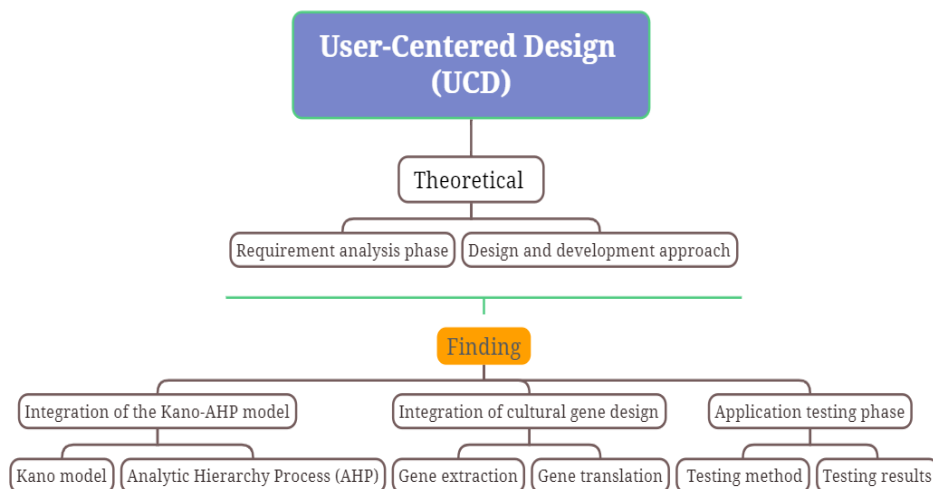 User-Centered Design
(UCD)
Theoretical
Requirement analysis phase
Design and development approach
Finding
Integration of the Kano-AHP model
Integration of cultural gene design
Application testing phase
Kano model
Analytic Hierarchy Process (AHP)
Gene extraction
Gene translation
Testing method
Testing results